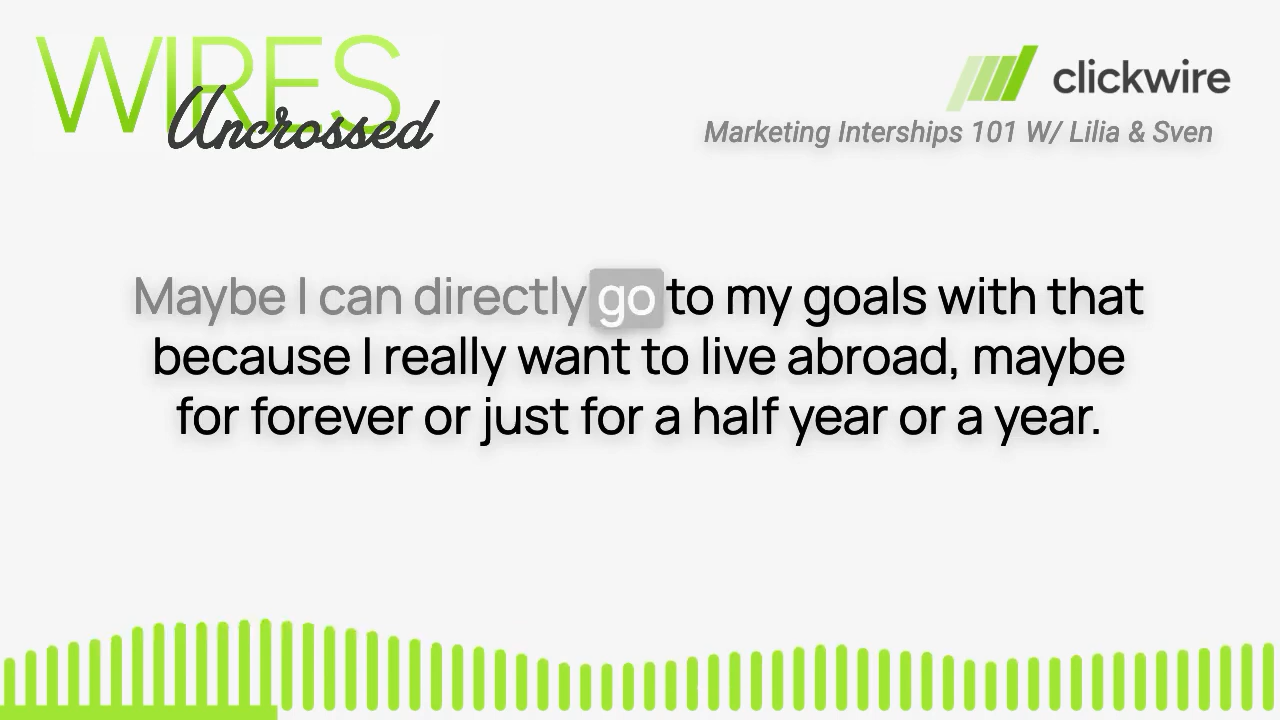 WIRES
Uncrossed
clickwire
Marketing Interships 101 W/ Lilia & Sven
Maybe I can directly go to my goals with that
because I really want to live abroad, maybe
for forever or just for a half year or a year.